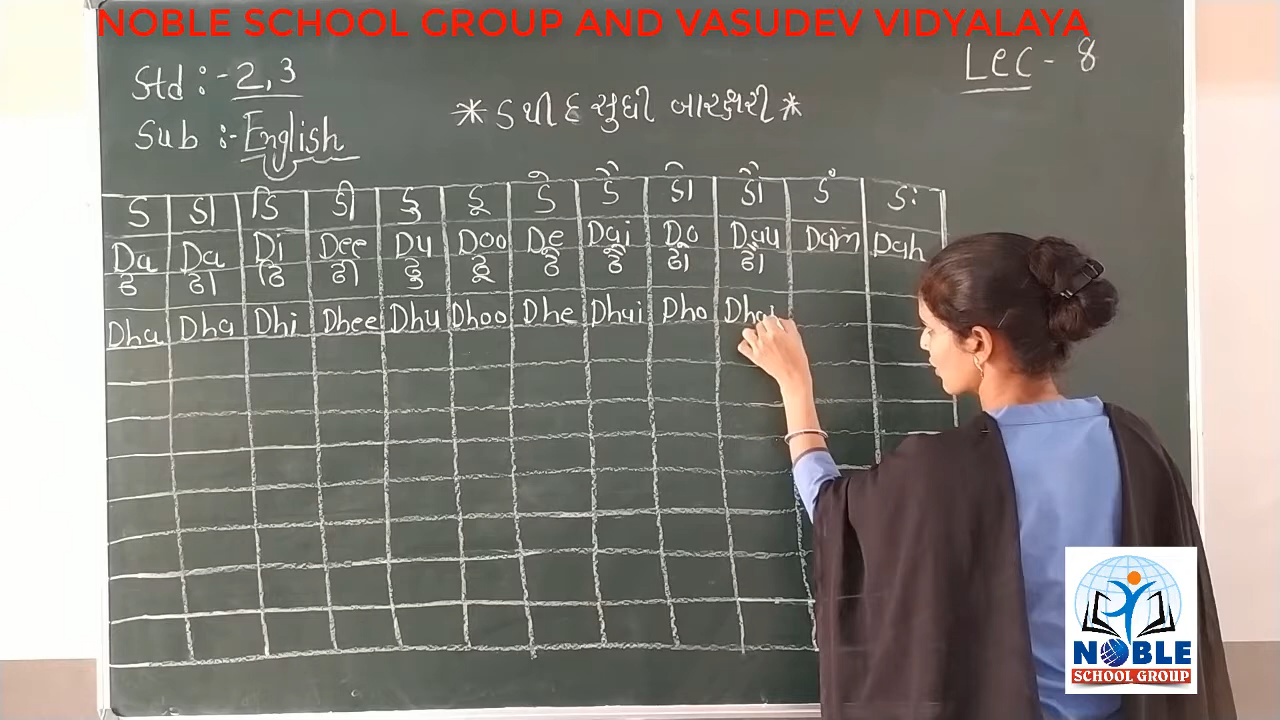 NOBLE SCHOOL GROUP AND VASUDEV VIDYALAYA
Lec - 8
Std :- 2,3
* ડ થી દ સુધી બારક્ષરી *
Sub :- English
ડ ડા ડિ ડી ડુ ડૂ ડે ડૈ ડો ડૌ ડં ડઃ
Da Da Di Dee Du Doo De Dai Do Dau Dam Dah
ઢ ઢા ઢિ ઢી ઢુ ઢૂ ઢે ઢૈ ઢો ઢૌ
Dha Dha Dhi Dhee Dhu Dhoo Dhe Dhai Dho
NOBLE
SCHOOL GROUP